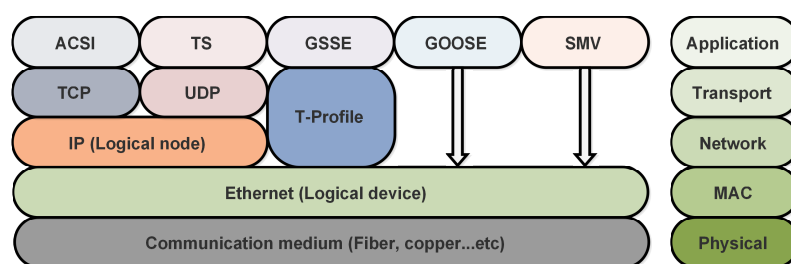 ACSI TS GSSE GOOSE SMV Application
TCP UDP T-Profile Transport
IP (Logical node) Network
Ethernet (Logical device) MAC
Communication medium (Fiber, copper...etc) Physical